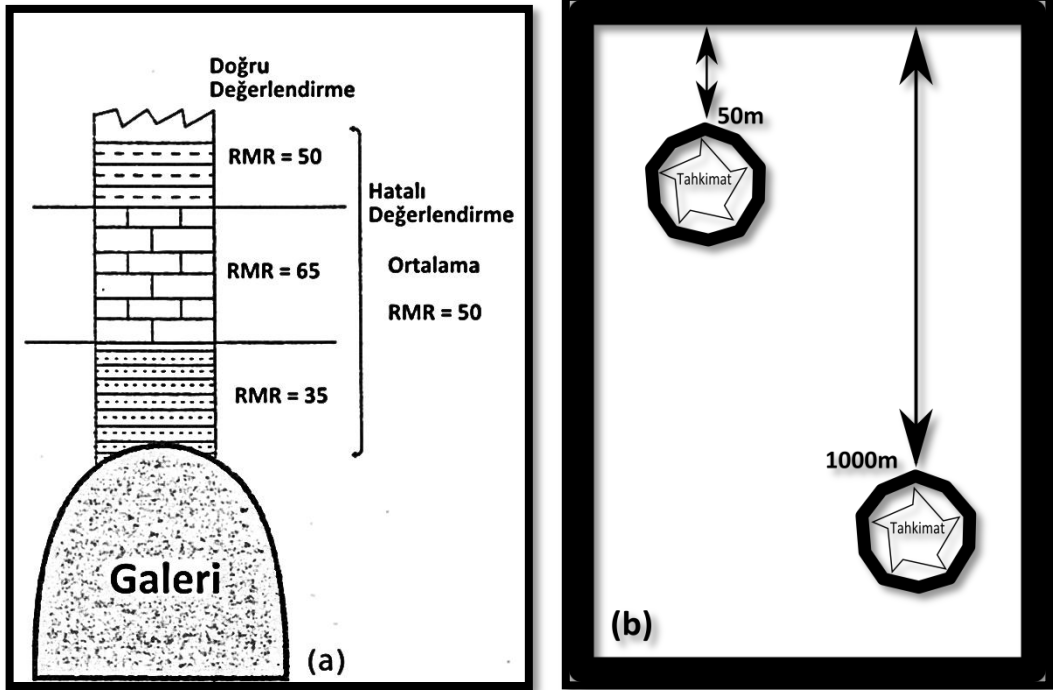 Doğru
Değerlendirme
RMR = 50
Hatalı
Değerlendirme
RMR = 65
Ortalama
RMR = 50
RMR = 35
Galeri
(a)
50m
Tahkimat
1000m
Tahkimat
(b)